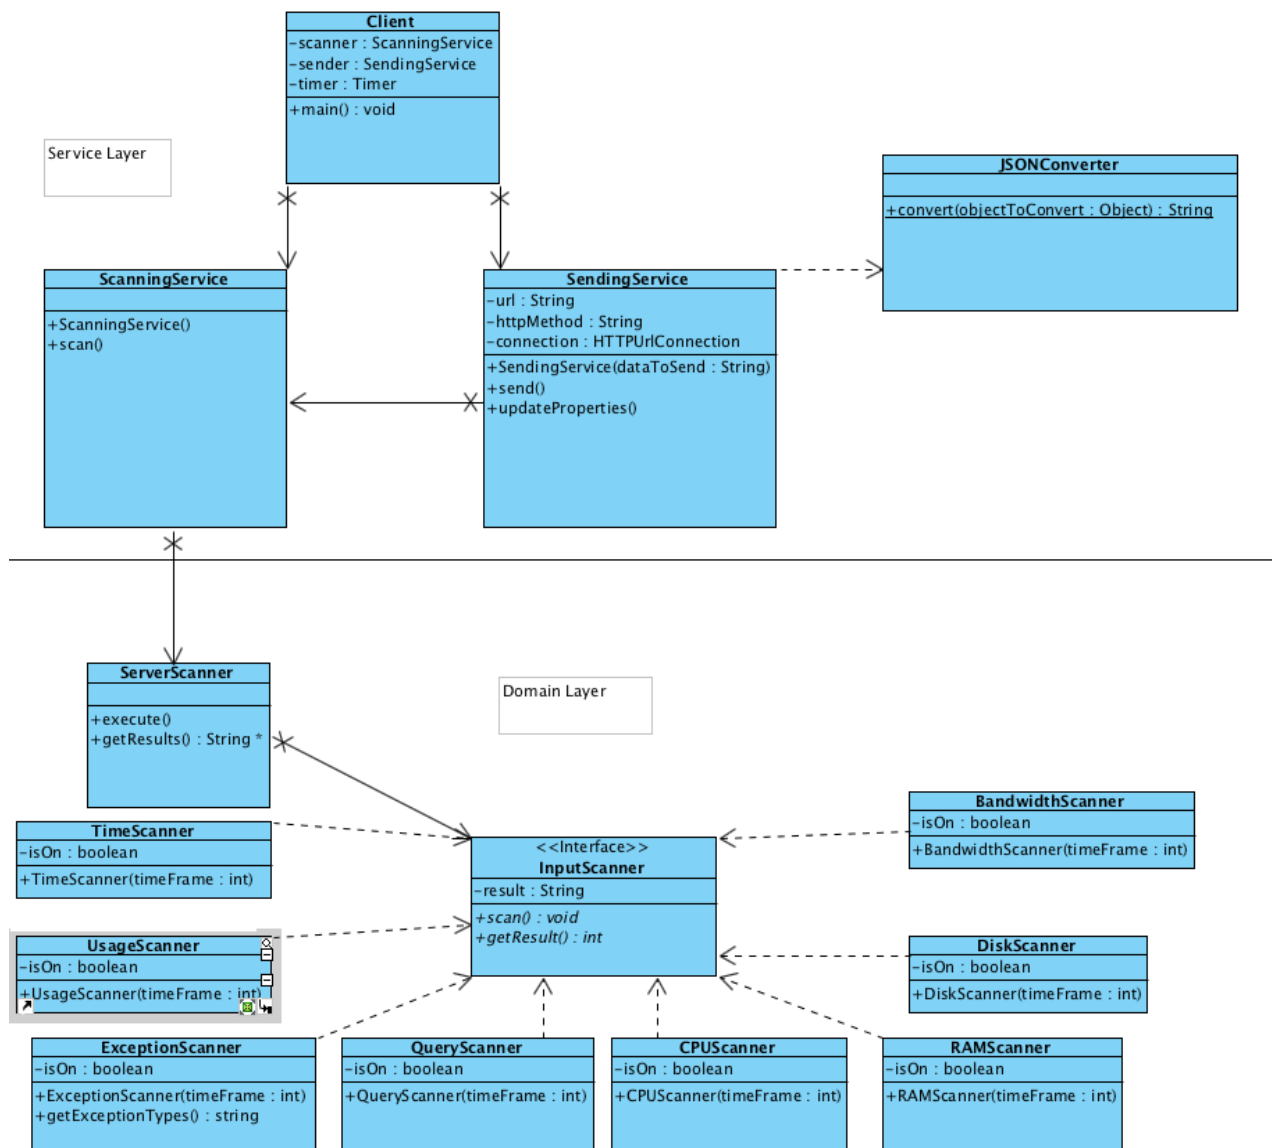 Client
-scanner : ScanningService
-sender : SendingService
-timer : Timer
+main() : void
Service Layer
JSONConverter
+convert(objectToConvert : Object) : String
ScanningService
+ScanningService()
+scan()
SendingService
-url : String
-httpMethod : String
-connection : HTTPUrlConnection
+SendingService(dataToSend : String)
+send()
+updateProperties()
ServerScanner
+execute()
+getResults() : String *
Domain Layer
TimeScanner
-isOn : boolean
+TimeScanner(timeFrame : int)
<<Interface>>
InputScanner
-result : String
+scan() : void
+getResult() : int
BandwidthScanner
-isOn : boolean
+BandwidthScanner(timeFrame : int)
UsageScanner
-isOn : boolean
+UsageScanner(timeFrame : int)
DiskScanner
-isOn : boolean
+DiskScanner(timeFrame : int)
ExceptionScanner
-isOn : boolean
+ExceptionScanner(timeFrame : int)
+getExceptionTypes() : string
QueryScanner
-isOn : boolean
+QueryScanner(timeFrame : int)
CPUScanner
-isOn : boolean
+CPUScanner(timeFrame : int)
RAMScanner
-isOn : boolean
+RAMScanner(timeFrame : int)